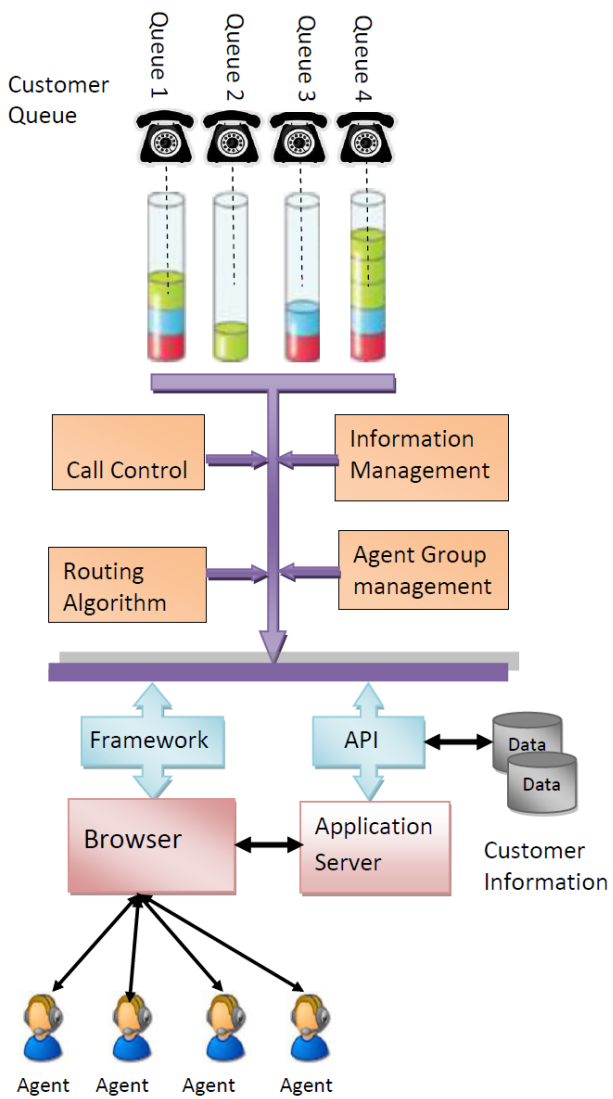 Customer
Queue
Queue 1
Queue 2
Queue 3
Queue 4
Call Control
Information
Management
Routing
Algorithm
Agent Group
management
Framework
API
Data
Data
Browser
Application
Server
Customer
Information
Agent
Agent
Agent
Agent